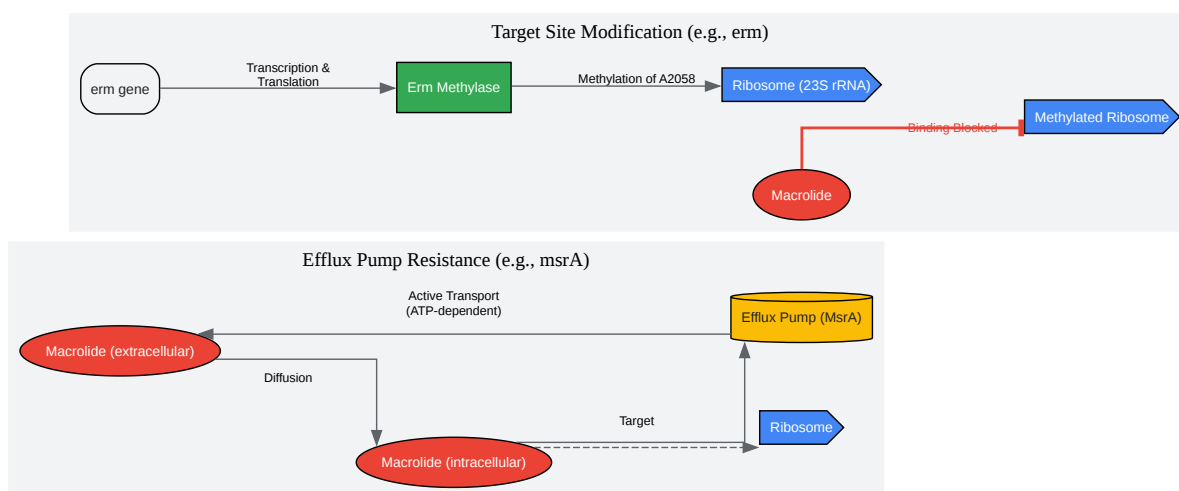 Target Site Modification (e.g., erm)
erm gene
Transcription &
Translation
Erm Methylase
Methylation of A2058
Ribosome (23S rRNA)
Binding Blocked
Methylated Ribosome
Macrolide
Efflux Pump Resistance (e.g., msrA)
Active Transport
(ATP-dependent)
Efflux Pump (MsrA)
Macrolide (extracellular)
Diffusion
Target
Ribosome
Macrolide (intracellular)